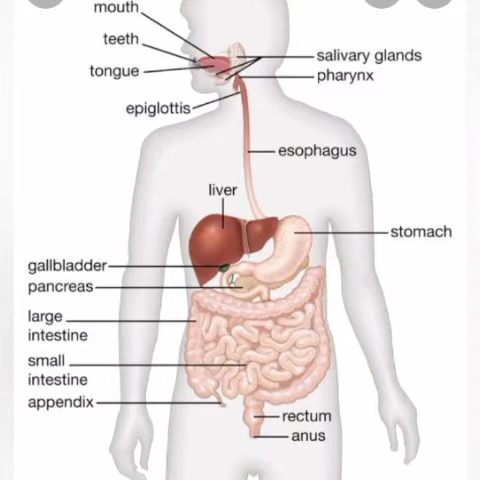 mouth
teeth
tongue
salivary glands
pharynx
epiglottis
esophagus
liver
stomach
gallbladder
pancreas
large
intestine
small
intestine
appendix
rectum
anus